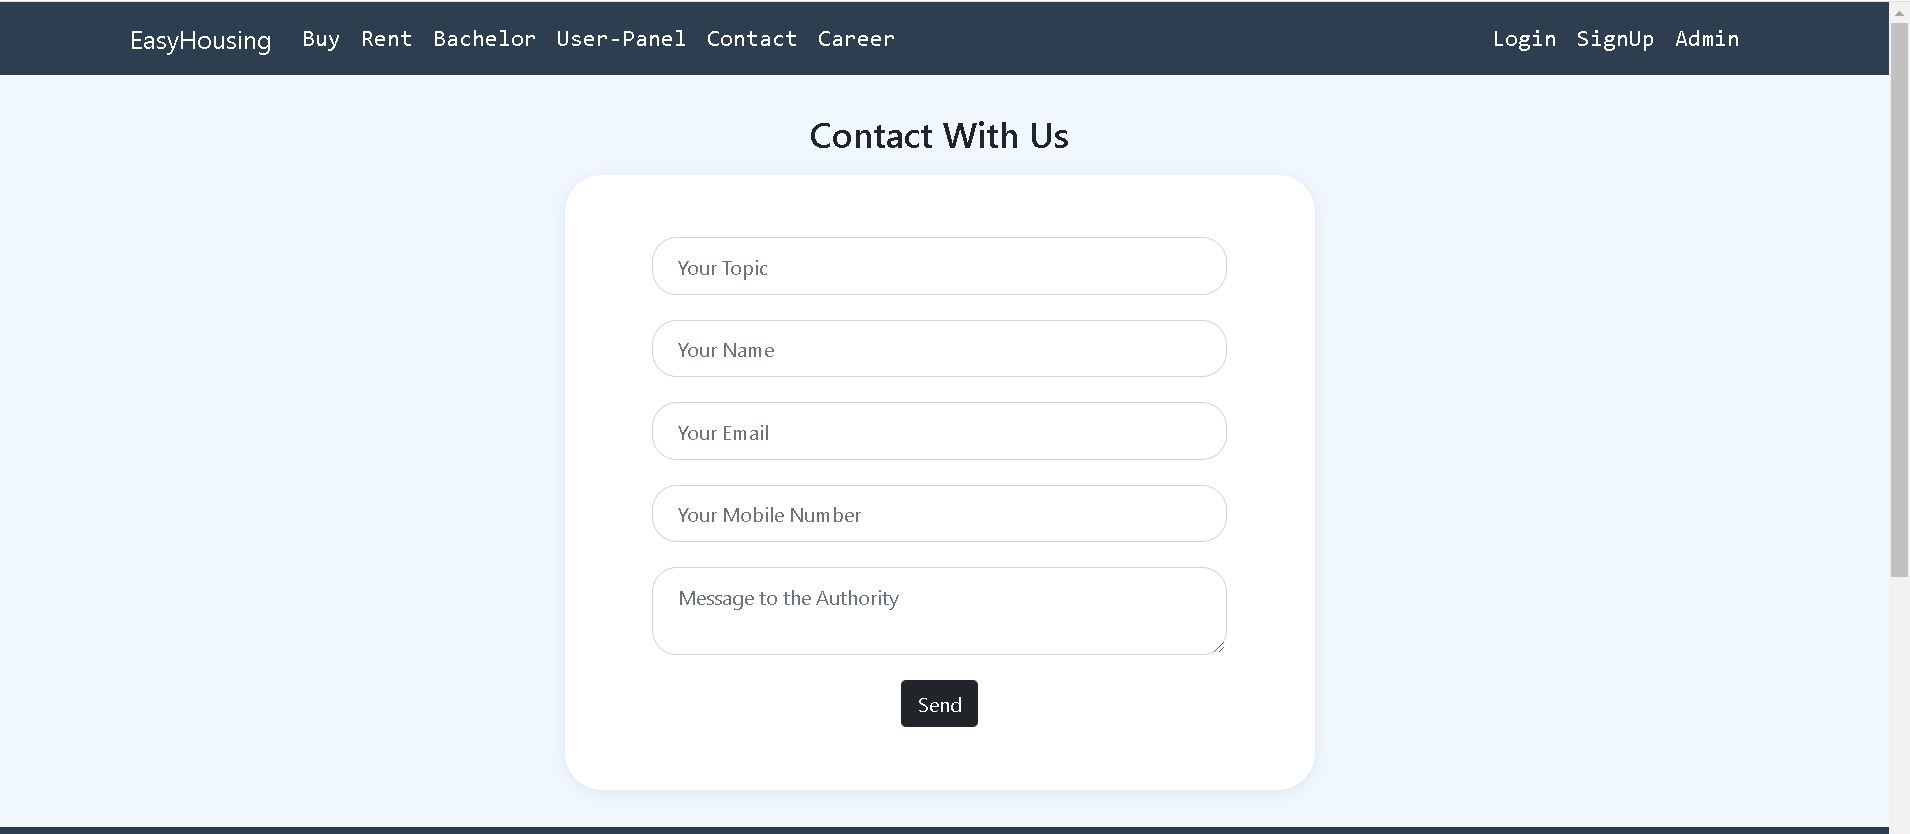 EasyHousing Buy Rent Bachelor User-Panel Contact Career Login SignUp Admin
Contact With Us
Your Topic
Your Name
Your Email
Your Mobile Number
Message to the Authority
Send